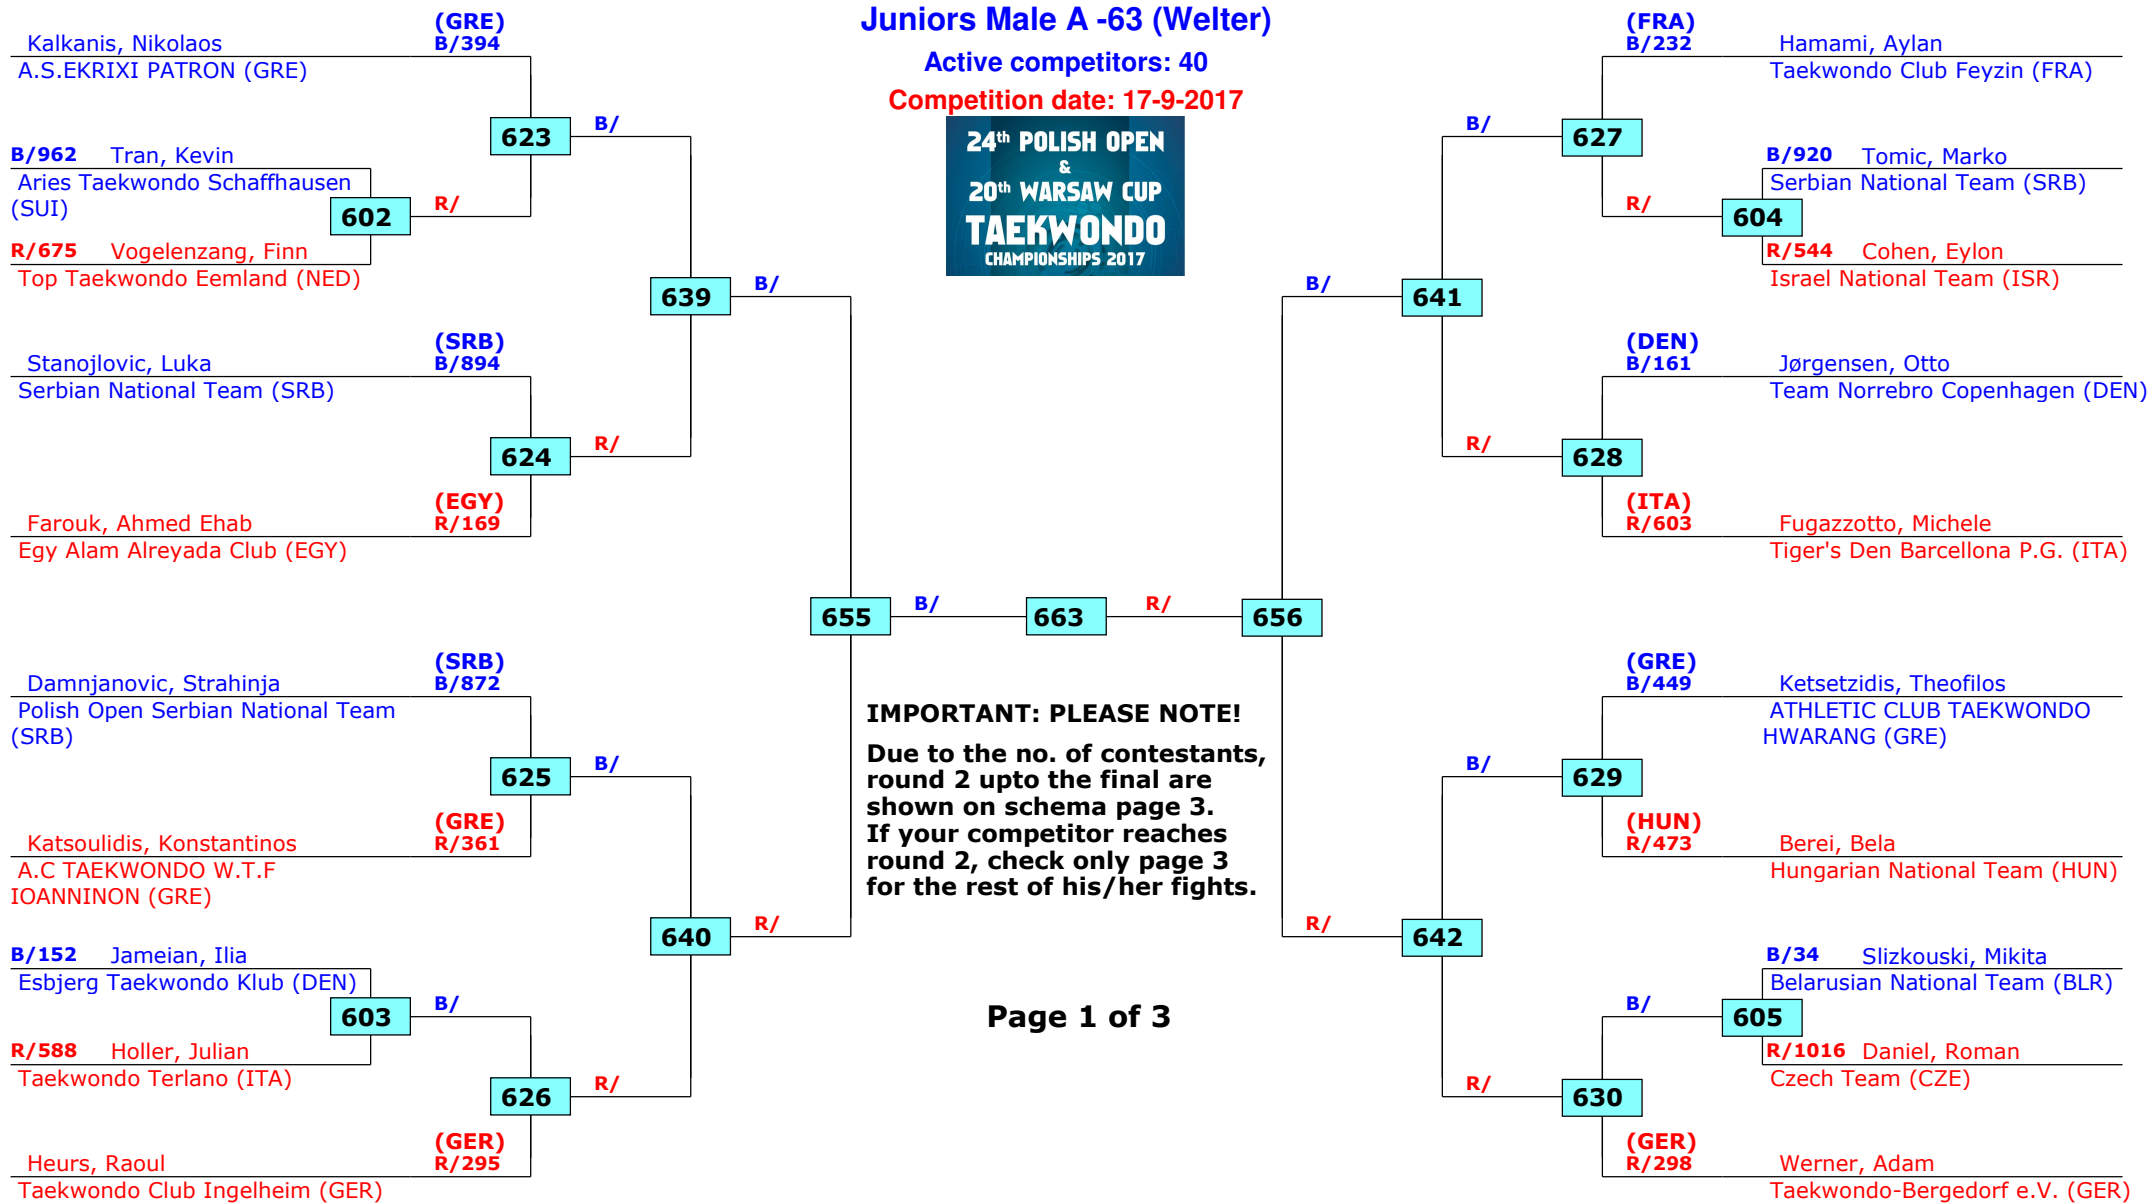 Juniors Male A -63 (Welter)
Active competitors: 40
Competition date: 17-9-2017
24th POLISH OPEN
&
20th WARSAW CUP
TAEKWONDO
CHAMPIONSHIPS 2017
(GRE)
Kalkanis, Nikolaos B/394
A.S.EKRIXI PATRON (GRE)
623
B/
B/962 Tran, Kevin
Aries Taekwondo Schaffhausen
(SUI)
602
R/
R/675 Vogelenzang, Finn
Top Taekwondo Eemland (NED)
639
B/
(SRB)
Stanojlovic, Luka B/894
Serbian National Team (SRB)
624
R/
(EGY)
Farouk, Ahmed Ehab R/169
Egy Alam Alreyada Club (EGY)
655
B/
663
R/
656
(SRB)
Damnjanovic, Strahinja B/872
Polish Open Serbian National Team
(SRB)
625
B/
(GRE)
Katsoulidis, Konstantinos R/361
A.C TAEKWONDO W.T.F
IOANNINON (GRE)
640
R/
B/152 Jameian, Ilia
Esbjerg Taekwondo Klub (DEN)
603
B/
R/588 Holler, Julian
Taekwondo Terlano (ITA)
626
R/
(GER)
Heurs, Raoul R/295
Taekwondo Club Ingelheim (GER)
IMPORTANT: PLEASE NOTE!
Due to the no. of contestants,
round 2 upto the final are
shown on schema page 3.
If your competitor reaches
round 2, check only page 3
for the rest of his/her fights.
Page 1 of 3
(FRA)
B/232 Hamami, Aylan
Taekwondo Club Feyzin (FRA)
B/
627
B/920 Tomic, Marko
Serbian National Team (SRB)
R/
604
R/544 Cohen, Eylon
Israel National Team (ISR)
B/
641
(DEN)
B/161 Jørgensen, Otto
Team Norrebro Copenhagen (DEN)
R/
628
(ITA)
R/603 Fugazzotto, Michele
Tiger's Den Barcellona P.G. (ITA)
(GRE)
B/449 Ketsetzidis, Theofilos
ATHLETIC CLUB TAEKWONDO
HWARANG (GRE)
B/
629
(HUN)
R/473 Berei, Bela
Hungarian National Team (HUN)
R/
642
B/34 Slizkouski, Mikita
Belarusian National Team (BLR)
B/
605
R/1016 Daniel, Roman
Czech Team (CZE)
R/
630
(GER)
R/298 Werner, Adam
Taekwondo-Bergedorf e.V. (GER)